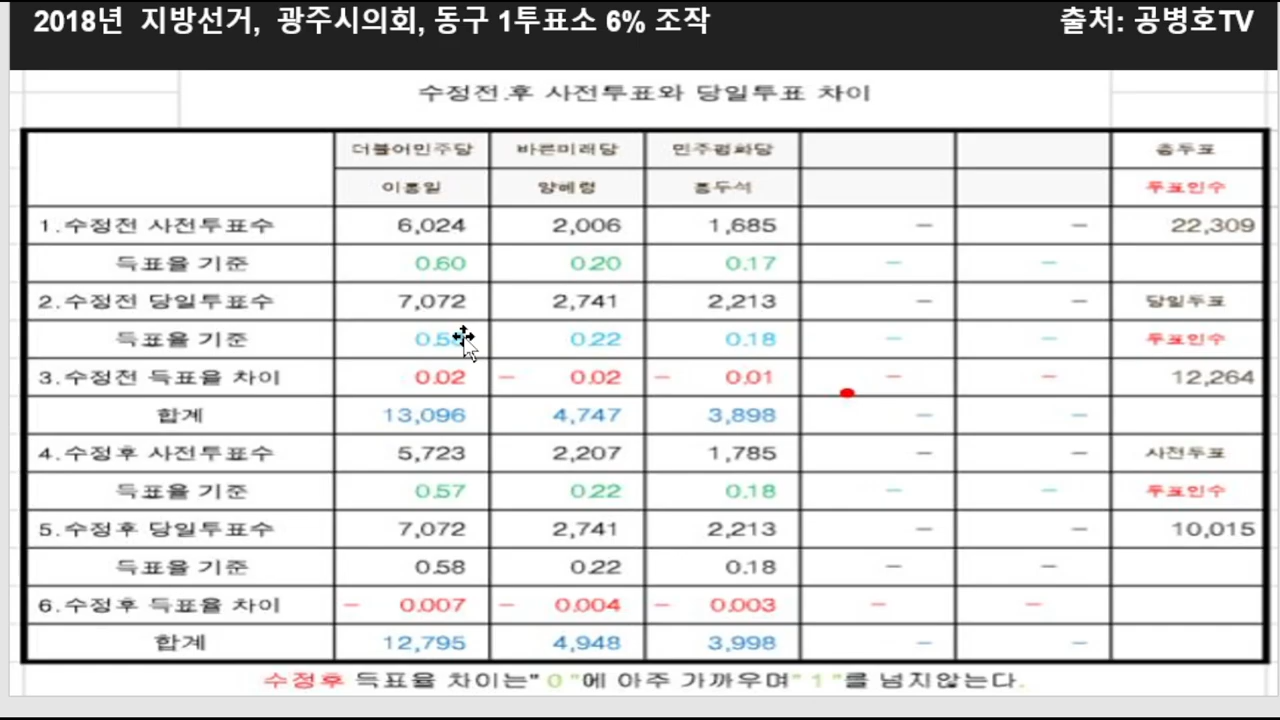 2018년 지방선거, 광주시의회, 동구 1투표소 6% 조작 출처: 공병호TV
수정전.후 사전투표와 당일투표 차이
더불어민주당 바른미래당 민주평화당 총투표
이홍일 양혜령 홍두석 투표인수
1.수정전 사전투표수 6,024 2,006 1,685 - - 22,309
득표율 기준 0.60 0.20 0.17 - -
2.수정전 당일투표수 7,072 2,741 2,213 - - 당일투표
득표율 기준 0.22 0.18 - - 투표인수
3.수정전 득표율 차이 0.02 - 0.02 - 0.01 - - 12,264
합계 13,096 4,747 3,898 - -
4.수정후 사전투표수 5,723 2,207 1,785 - - 사전투표
득표율 기준 0.57 0.22 0.18 - - 투표인수
5.수정후 당일투표수 7,072 2,741 2,213 - - 10,015
득표율 기준 0.58 0.22 0.18 - -
6.수정후 득표율 차이 - 0.007 - 0.004 - 0.003 - -
합계 12,795 4,948 3,998 - -
수정후 득표율 차이는"0"에 아주 가까우며"1"를 넘지않는다.